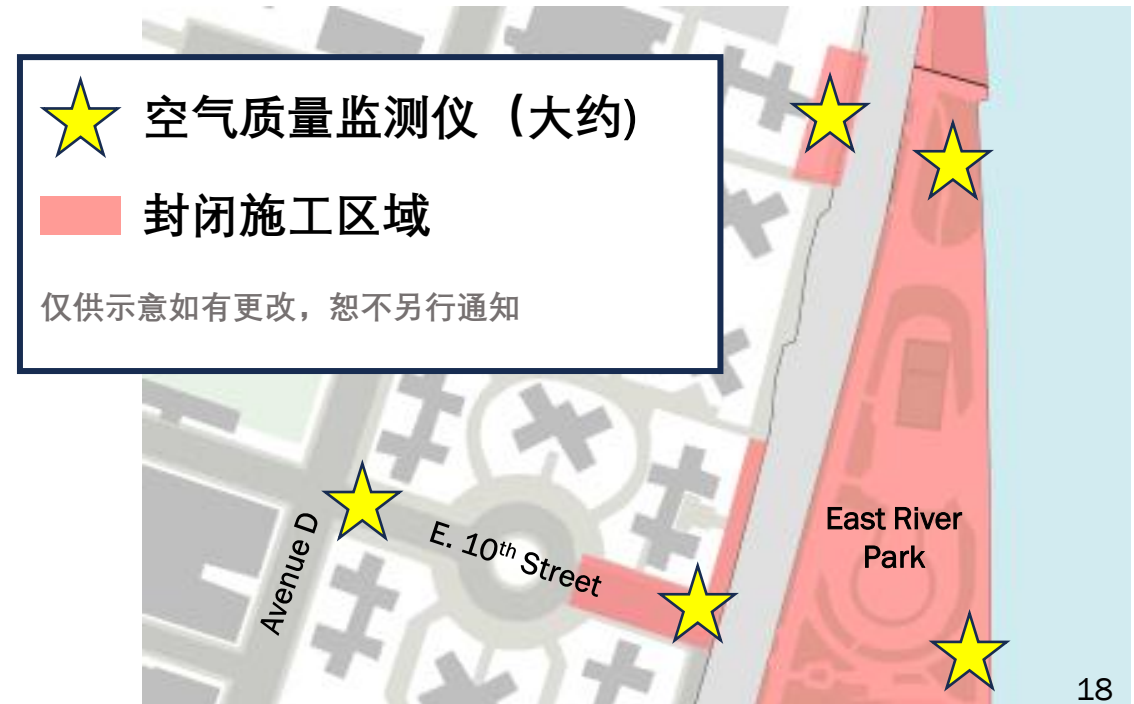 空气质量监测仪（大约)
封闭施工区域
仅供示意如有更改，恕不另行通知
Avenue D
E. 10th Street
East River
Park
18